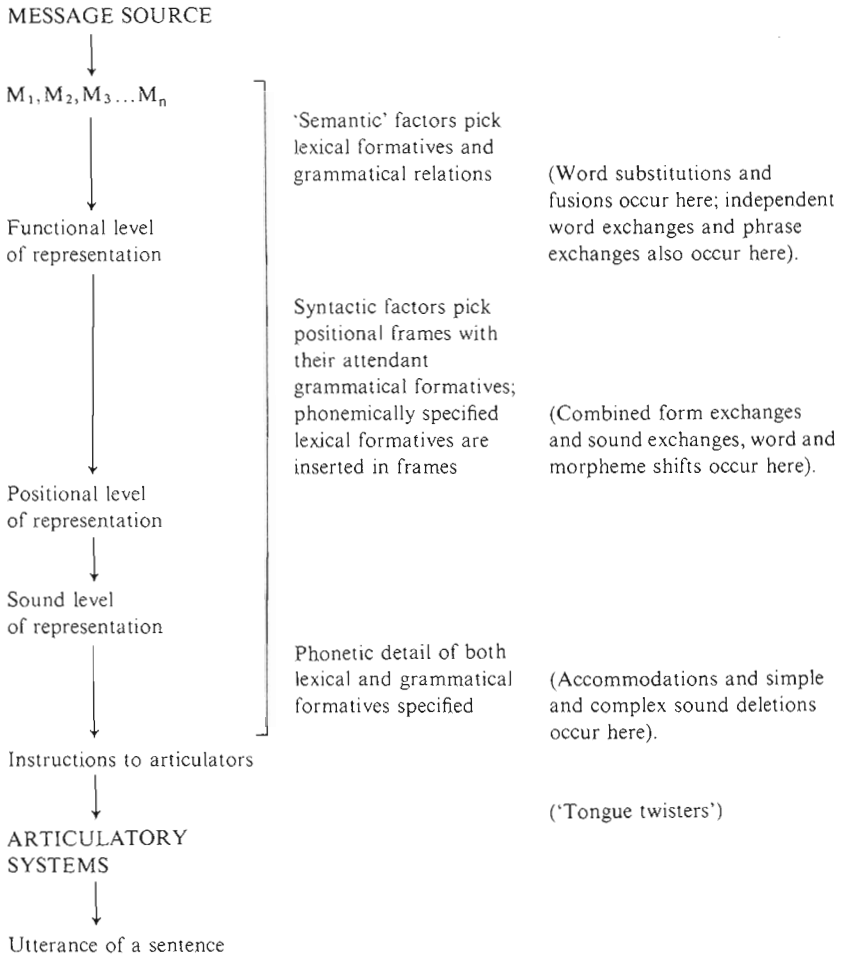 MESSAGE SOURCE
M₁, M₂, M₃...Mₙ
'Semantic' factors pick
lexical formatives and
grammatical relations
(Word substitutions and
fusions occur here; independent
word exchanges and phrase
exchanges also occur here).
Functional level
of representation
Syntactic factors pick
positional frames with
their attendant
grammatical formatives;
phonemically specified
lexical formatives are
inserted in frames
(Combined form exchanges
and sound exchanges, word and
morpheme shifts occur here).
Positional level
of representation
Sound level
of representation
Phonetic detail of both
lexical and grammatical
formatives specified
(Accommodations and simple
and complex sound deletions
occur here).
Instructions to articulators
('Tongue twisters')
ARTICULATORY
SYSTEMS
Utterance of a sentence